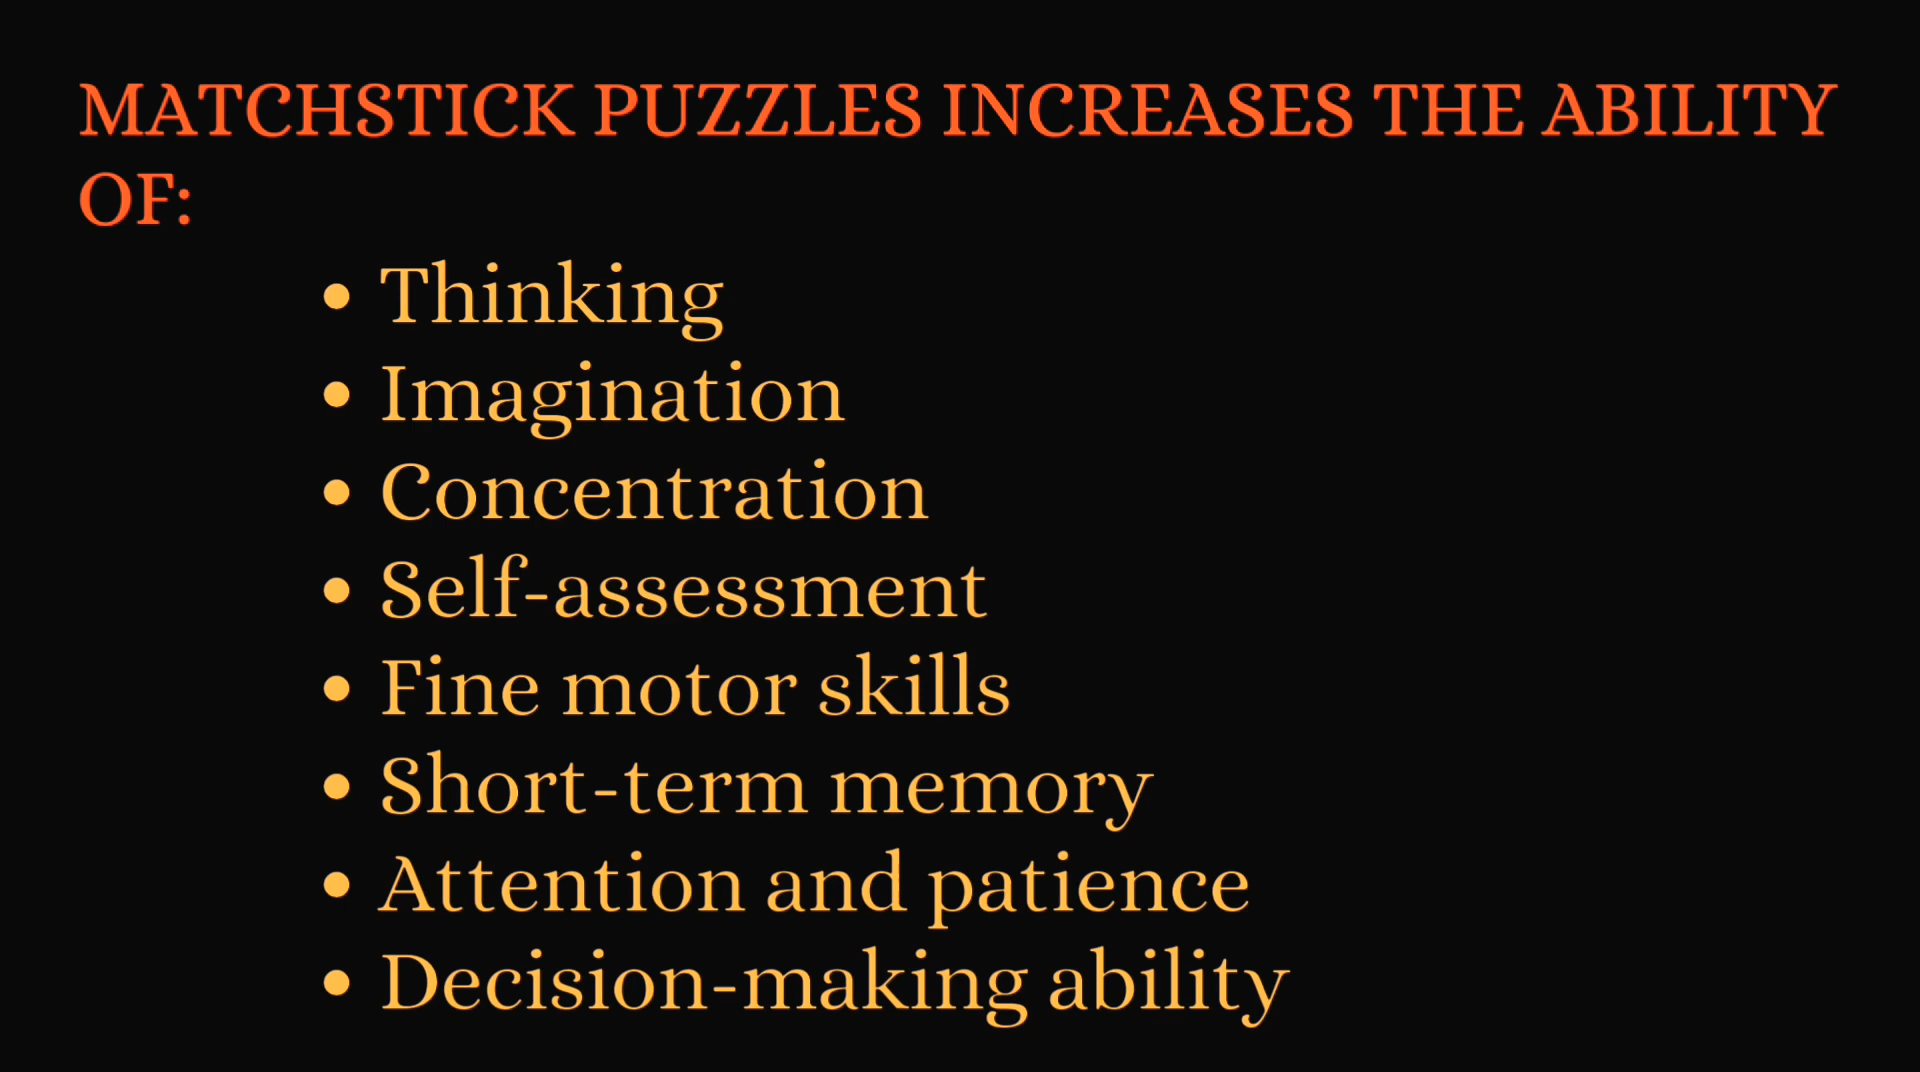 MATCHSTICK PUZZLES INCREASES THE ABILITY
OF:
• Thinking
• Imagination
• Concentration
• Self-assessment
• Fine motor skills
• Short-term memory
• Attention and patience
• Decision-making ability